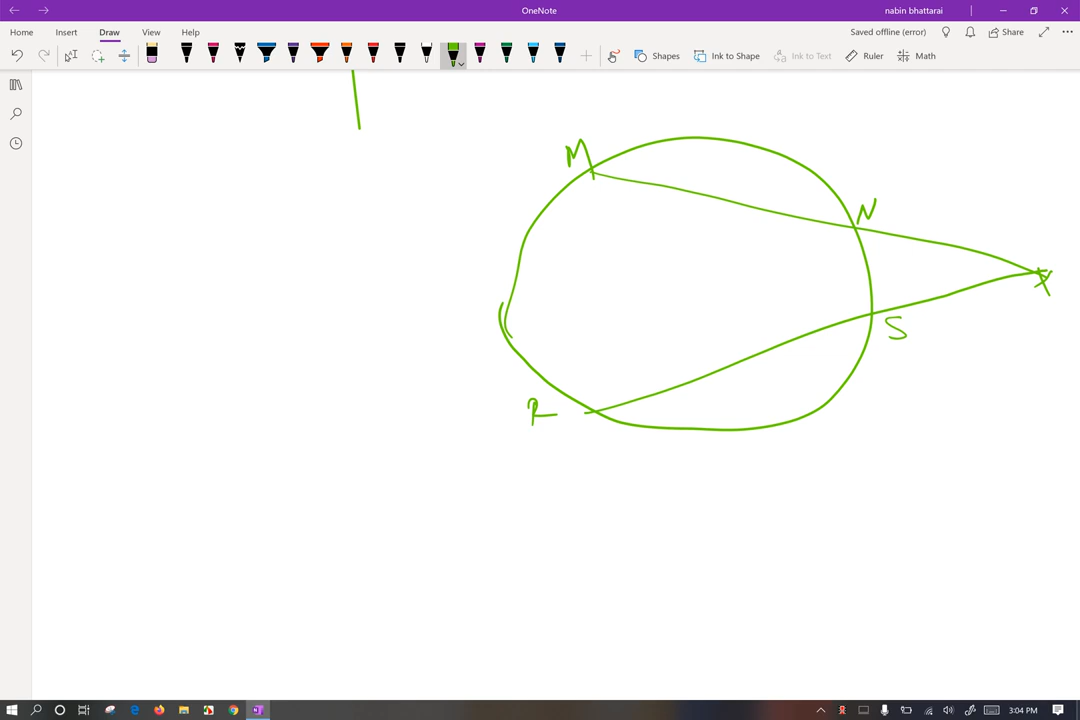 OneNote
nabin bhattarai
Home Insert Draw View Help
Saved offline (error) Share
Shapes Ink to Shape Ink to Text Ruler Math
M
N
X
S
R
3:04 PM